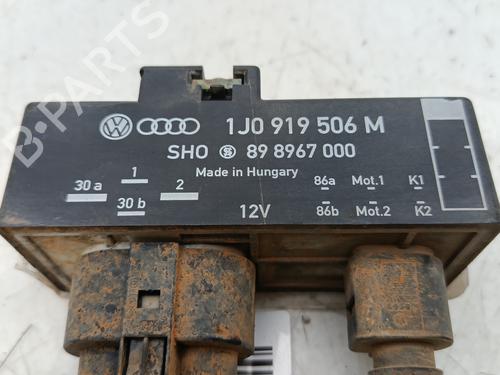 B-PARTS
1J0 919 506 M
SHO 89 8967 000
Made in Hungary
30 a 1 2 86a Mot.1 K1
30 b 12V 86b Mot.2 K2